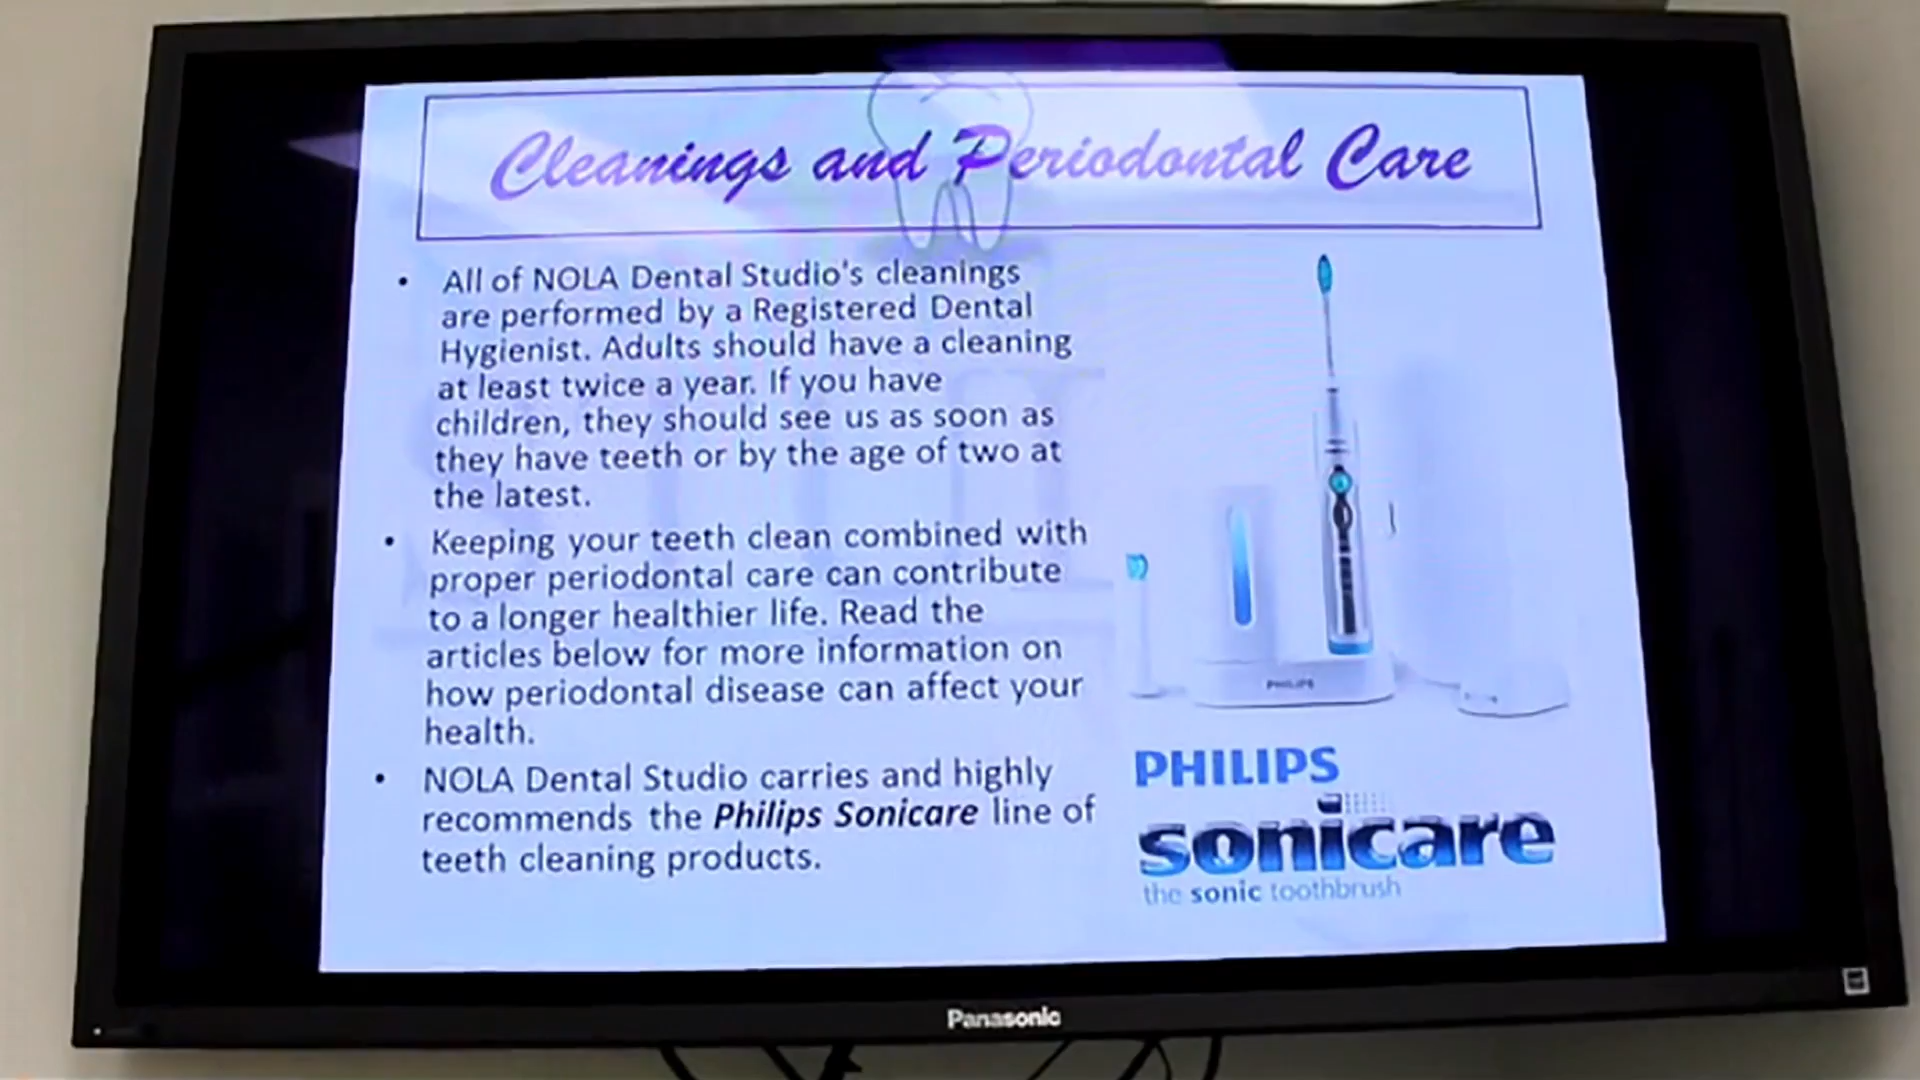 Cleanings and Periodontal Care
• All of NOLA Dental Studio's cleanings
are performed by a Registered Dental
Hygienist. Adults should have a cleaning
at least twice a year. If you have
children, they should see us as soon as
they have teeth or by the age of two at
the latest.
• Keeping your teeth clean combined with
proper periodontal care can contribute
to a longer healthier life. Read the
articles below for more information on
how periodontal disease can affect your
health.
• NOLA Dental Studio carries and highly
recommends the Philips Sonicare line of
teeth cleaning products.
PHILIPS
PHILIPS
sonicare
the sonic toothbrush
Panasonic